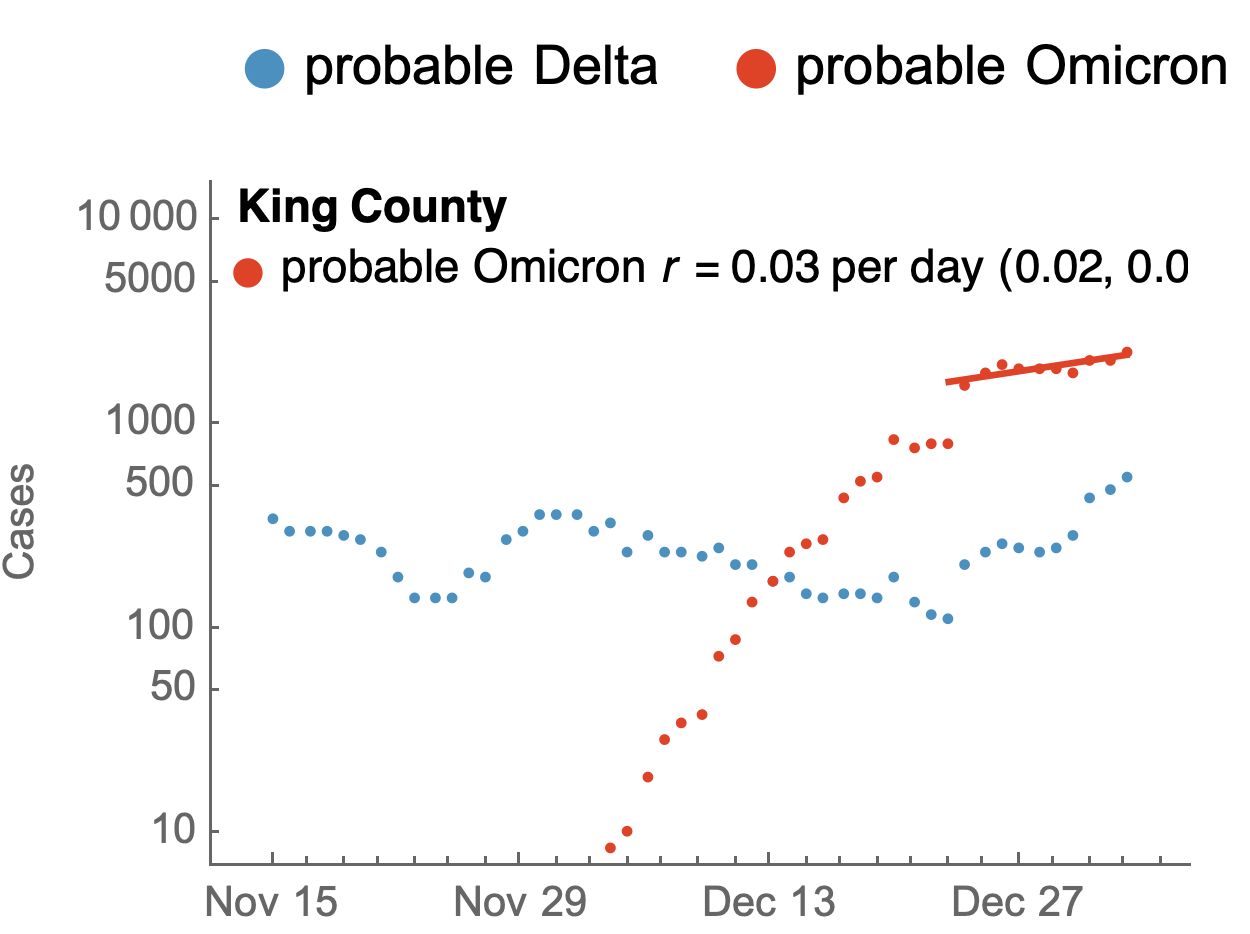 probable Delta probable Omicron
King County
probable Omicron r = 0.03 per day (0.02, 0.0
10 000
5000
1000
500
100
50
10
Cases
Nov 15 Nov 29 Dec 13 Dec 27